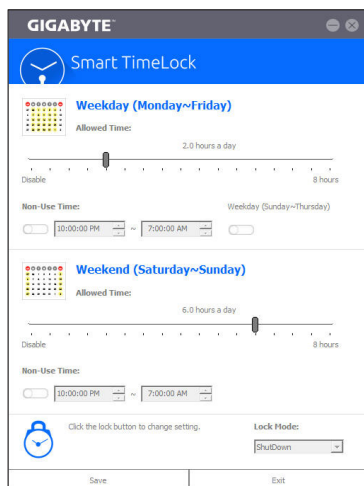 GIGABYTE™
Smart TimeLock
Weekday (Monday~Friday)
Allowed Time:
2.0 hours a day
Disable
8 hours
Non-Use Time:
Weekday (Sunday~Thursday)
10:00:00 PM ~ 7:00:00 AM
Weekend (Saturday~Sunday)
Allowed Time:
6.0 hours a day
Disable
8 hours
Non-Use Time:
10:00:00 PM ~ 7:00:00 AM
Click the lock button to change setting.
Lock Mode:
ShutDown
Save
Exit